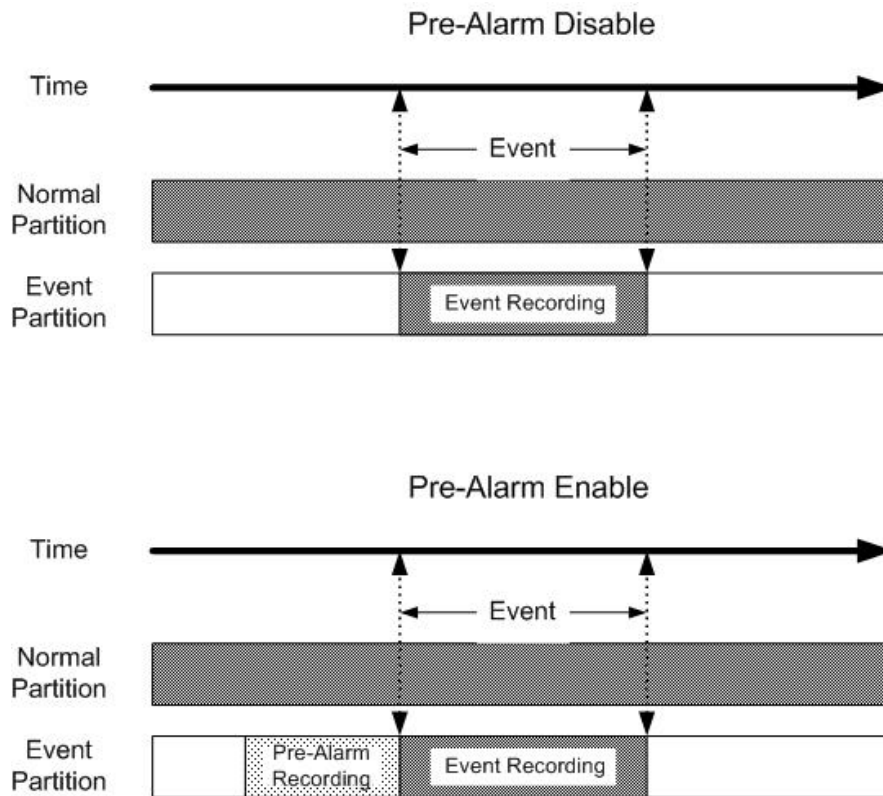 Pre-Alarm Disable
Time
Event
Normal
Partition
Event
Partition
Event Recording
Pre-Alarm Enable
Time
Event
Normal
Partition
Event
Partition
Pre-Alarm
Recording
Event Recording